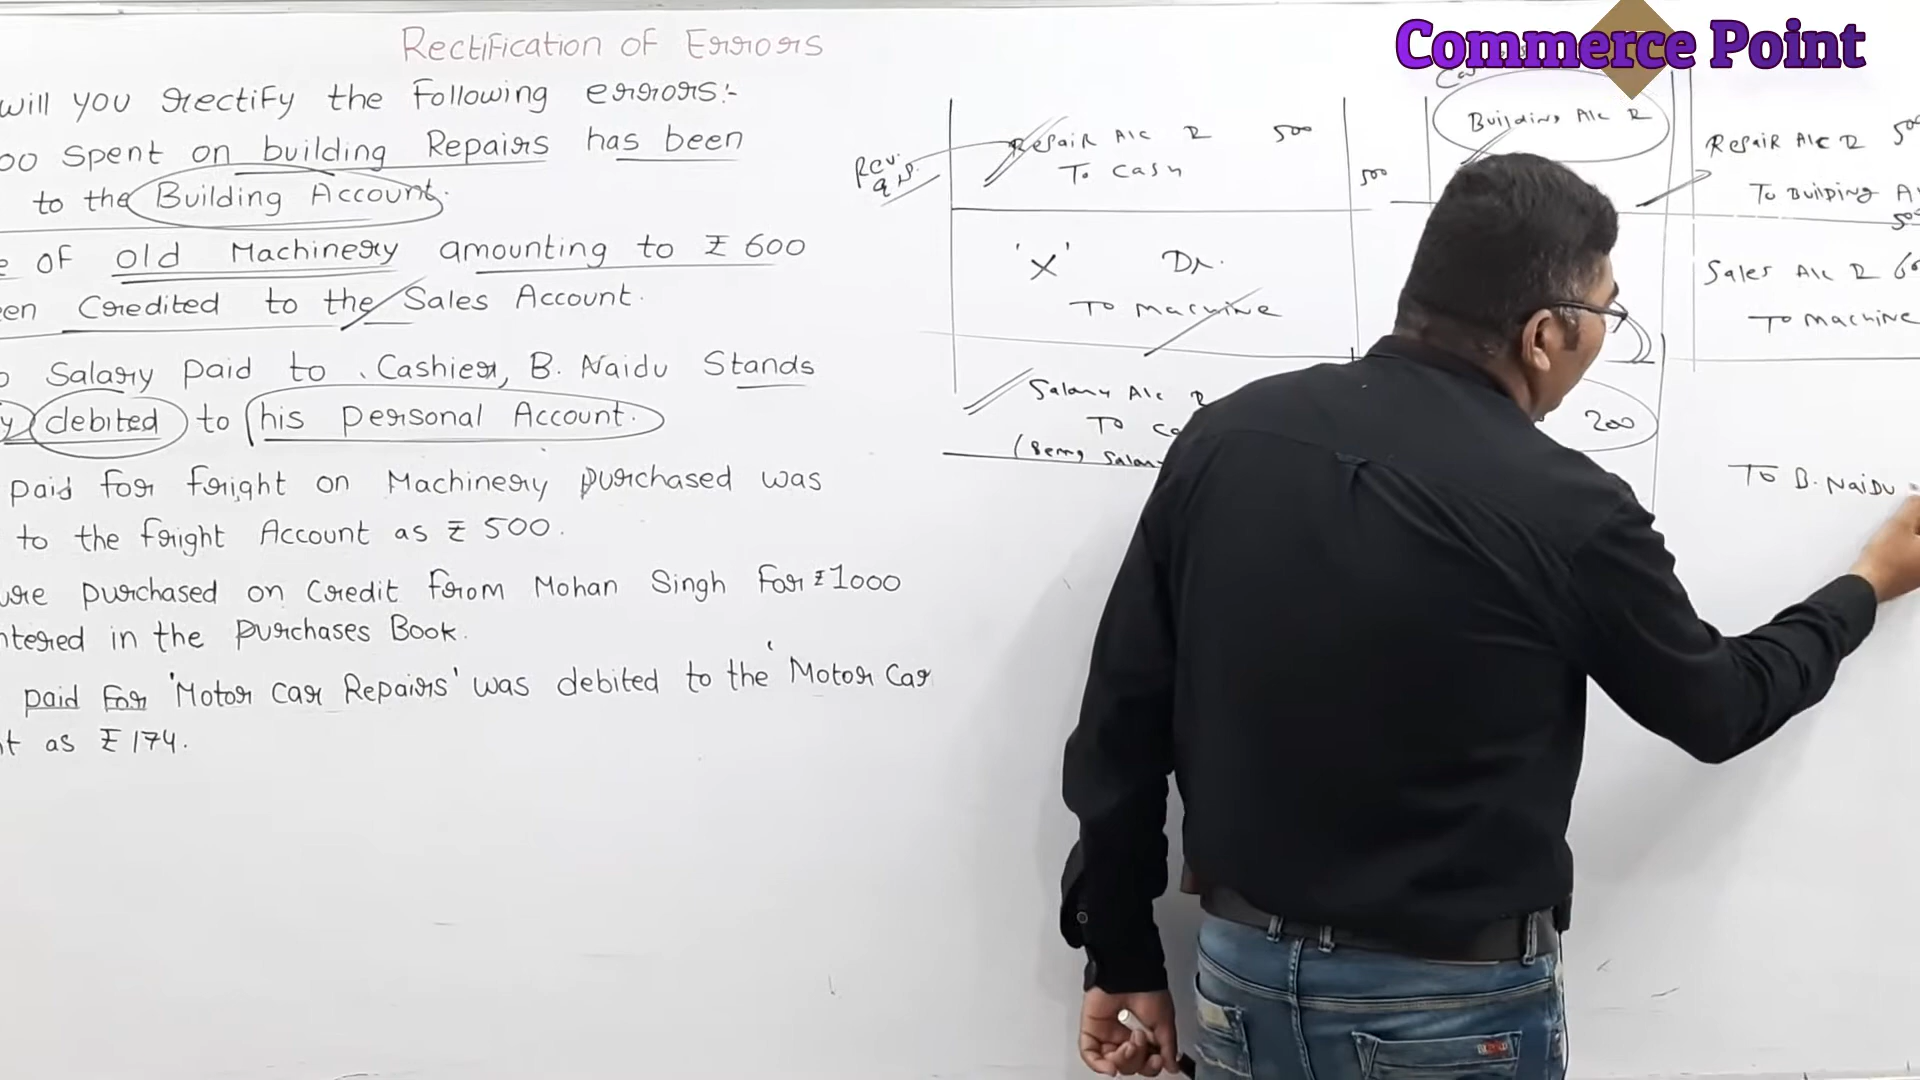 Commerce Point
Rectification of Errors
will you rectify the following errors:-
00 spent on building Repairs has been
to the Building Account.
e of old Machinery amounting to ₹ 600
en Credited to the Sales Account.
Salary paid to Cashier, B. Naidu Stands
y debited to his personal Account.
paid for fright on Machinery purchased was
to the fright Account as ₹ 500.
ure purchased on Credit from Mohan Singh for ₹1000
ntered in the purchases Book.
paid for 'Motor Car Repairs' was debited to the 'Motor Car
t as ₹ 174.
Rev.
Repair A/c Dr 500
To Cash 500
'X' Dr.
To machine
Salary A/c Dr
To Ca
(Being Salary
Building A/c Dr
200
Repair A/c Dr 500
To Building A/
500
Sales A/c Dr 60
To machine
To B. Naidu